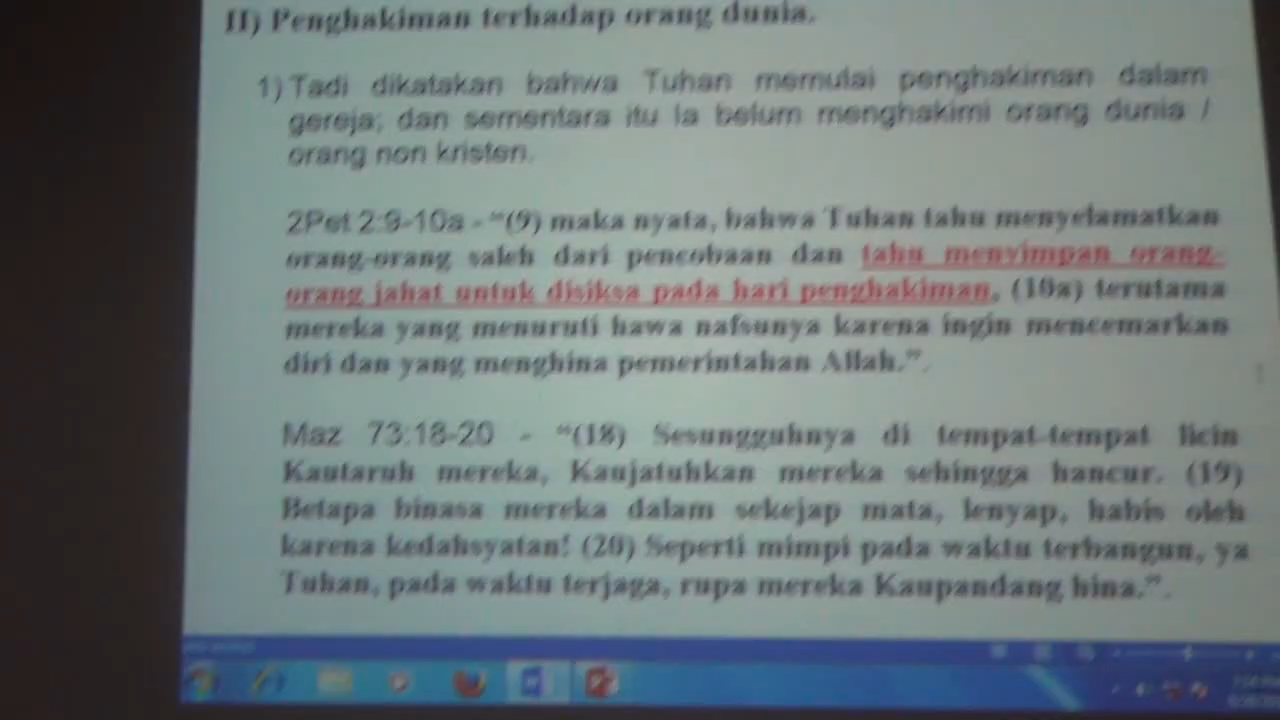 II) Penghakiman terhadap orang dunia.
1) Tadi dikatakan bahwa Tuhan memulai penghakiman dalam
gereja; dan sementara itu Ia belum menghakimi orang dunia /
orang non kristen.
2Pet 2:9-10a - “(9) maka nyata, bahwa Tuhan tahu menyelamatkan
orang-orang saleh dari pencobaan dan tahu menyimpan orang-
orang jahat untuk disiksa pada hari penghakiman, (10a) terutama
mereka yang menuruti hawa nafsunya karena ingin mencemarkan
diri dan yang menghina pemerintahan Allah.”.
Maz 73:18-20 - “(18) Sesungguhnya di tempat-tempat licin
Kautaruh mereka, Kaujatuhkan mereka sehingga hancur. (19)
Betapa binasa mereka dalam sekejap mata, lenyap, habis oleh
karena kedahsyatan! (20) Seperti mimpi pada waktu terbangun, ya
Tuhan, pada waktu terjaga, rupa mereka Kaupandang hina.”.